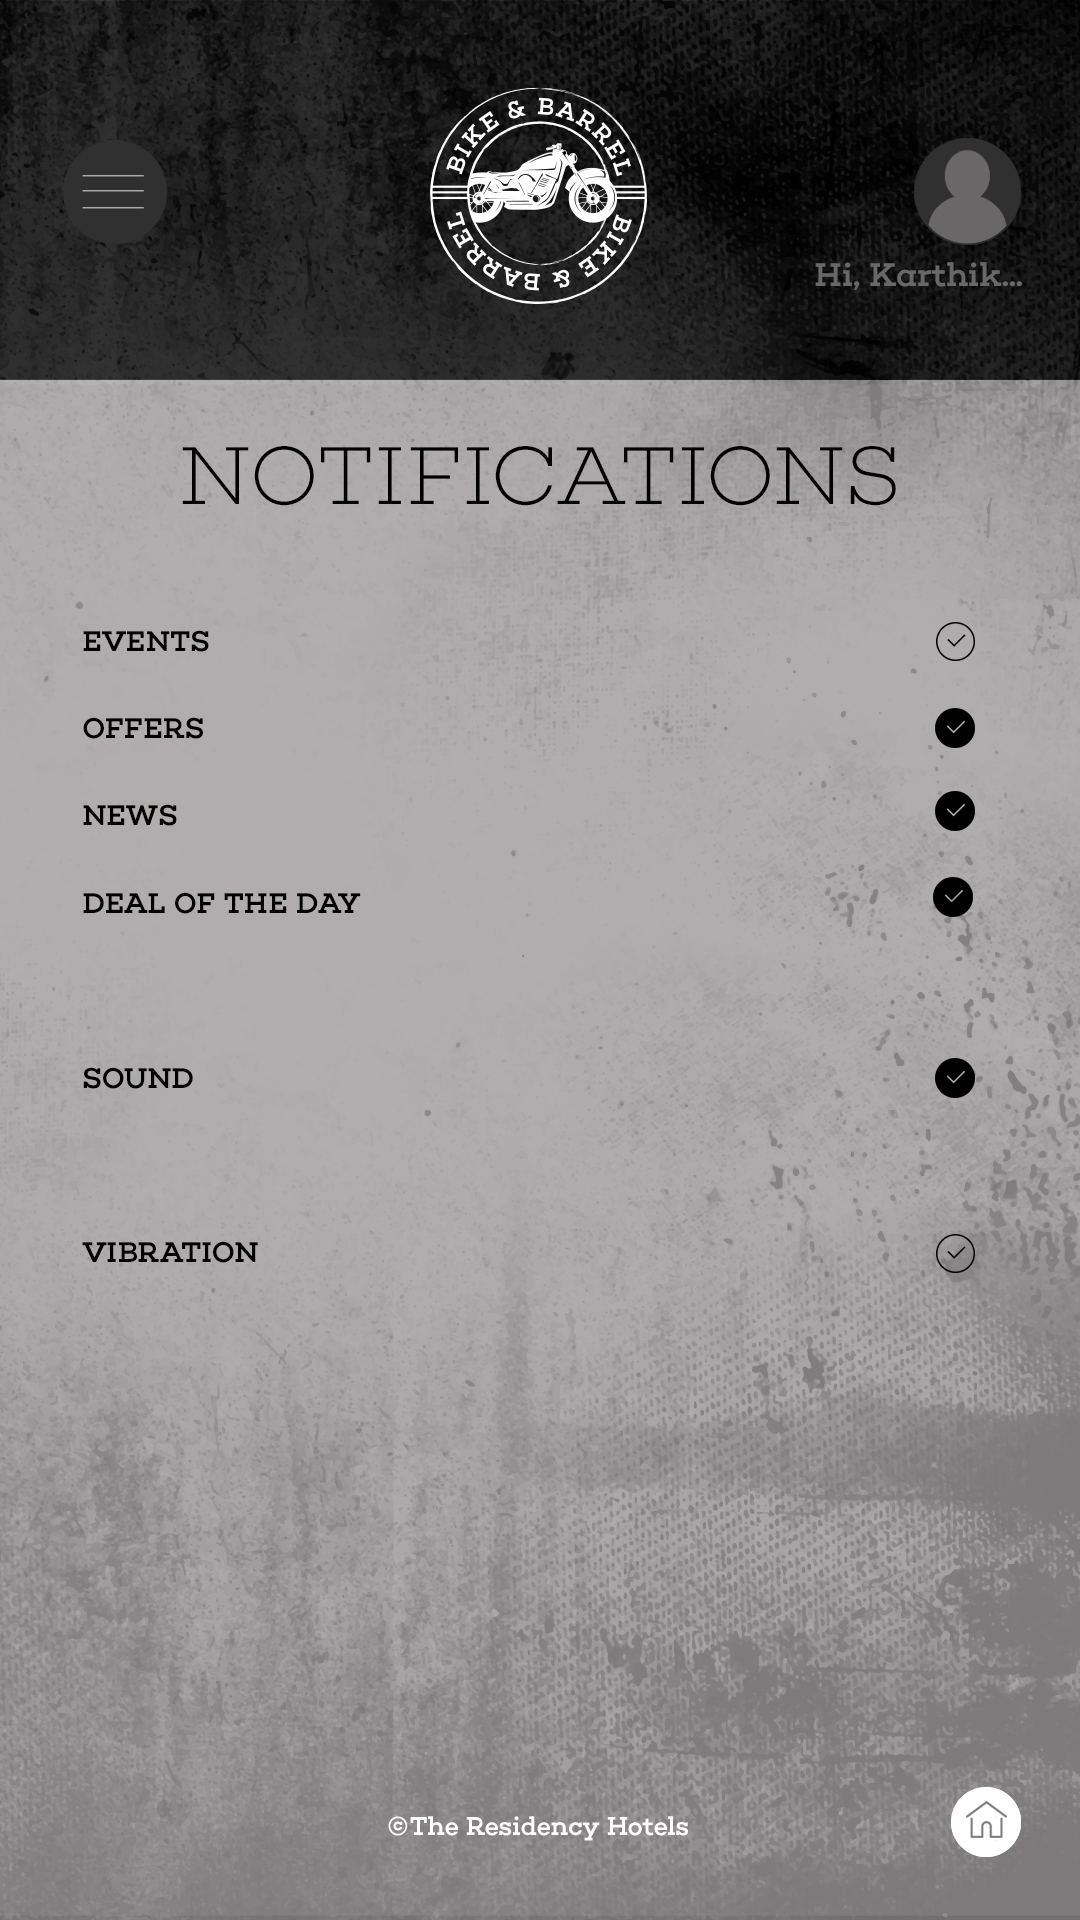 BIKE & BARREL
BIKE & BARREL
Hi, Karthik...
NOTIFICATIONS
EVENTS
OFFERS
NEWS
DEAL OF THE DAY
SOUND
VIBRATION
©The Residency Hotels